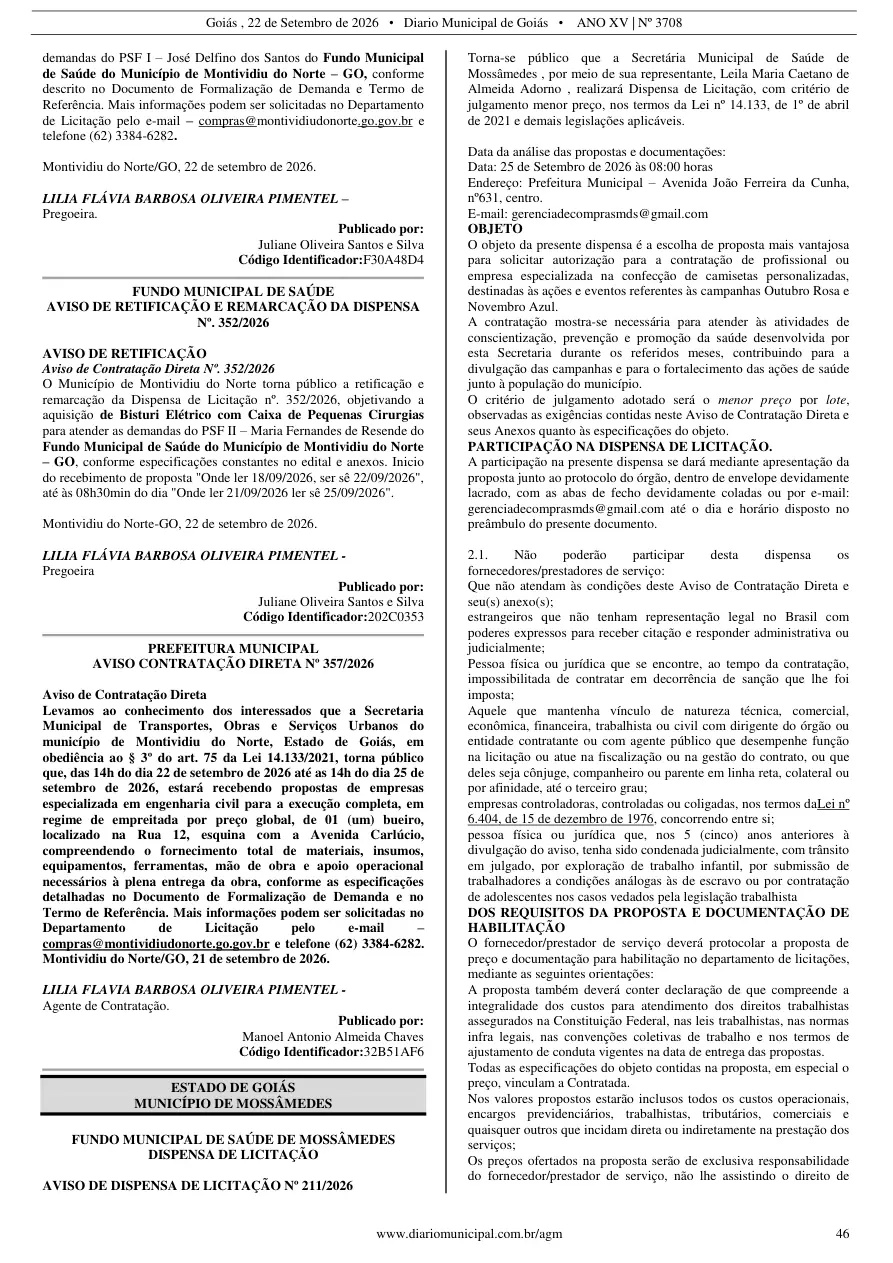 Goiás , 22 de Setembro de 2026 • Diario Municipal de Goiás • ANO XV | Nº 3708
demandas do PSF I – José Delfino dos Santos do Fundo Municipal
de Saúde do Município de Montividiu do Norte – GO, conforme
descrito no Documento de Formalização de Demanda e Termo de
Referência. Mais informações podem ser solicitadas no Departamento
de Licitação pelo e-mail – compras@montividiudonorte.go.gov.br e
telefone (62) 3384-6282.
Montividiu do Norte/GO, 22 de setembro de 2026.
LILIA FLÁVIA BARBOSA OLIVEIRA PIMENTEL –
Pregoeira.
Publicado por:
Juliane Oliveira Santos e Silva
Código Identificador:F30A48D4
FUNDO MUNICIPAL DE SAÚDE
AVISO DE RETIFICAÇÃO E REMARCAÇÃO DA DISPENSA
Nº. 352/2026
AVISO DE RETIFICAÇÃO
Aviso de Contratação Direta Nº. 352/2026
O Município de Montividiu do Norte torna público a retificação e
remarcação da Dispensa de Licitação nº. 352/2026, objetivando a
aquisição de Bisturi Elétrico com Caixa de Pequenas Cirurgias
para atender as demandas do PSF II – Maria Fernandes de Resende do
Fundo Municipal de Saúde do Município de Montividiu do Norte
– GO, conforme especificações constantes no edital e anexos. Inicio
do recebimento de proposta "Onde ler 18/09/2026, ser sê 22/09/2026",
até às 08h30min do dia "Onde ler 21/09/2026 ler sê 25/09/2026".
Montividiu do Norte-GO, 22 de setembro de 2026.
LILIA FLÁVIA BARBOSA OLIVEIRA PIMENTEL -
Pregoeira
Publicado por:
Juliane Oliveira Santos e Silva
Código Identificador:202C0353
PREFEITURA MUNICIPAL
AVISO CONTRATAÇÃO DIRETA Nº 357/2026
Aviso de Contratação Direta
Levamos ao conhecimento dos interessados que a Secretaria
Municipal de Transportes, Obras e Serviços Urbanos do
município de Montividiu do Norte, Estado de Goiás, em
obediência ao § 3º do art. 75 da Lei 14.133/2021, torna público
que, das 14h do dia 22 de setembro de 2026 até as 14h do dia 25 de
setembro de 2026, estará recebendo propostas de empresas
especializada em engenharia civil para a execução completa, em
regime de empreitada por preço global, de 01 (um) bueiro,
localizado na Rua 12, esquina com a Avenida Carlúcio,
compreendendo o fornecimento total de materiais, insumos,
equipamentos, ferramentas, mão de obra e apoio operacional
necessários à plena entrega da obra, conforme as especificações
detalhadas no Documento de Formalização de Demanda e no
Termo de Referência. Mais informações podem ser solicitadas no
Departamento de Licitação pelo e-mail –
compras@montividiudonorte.go.gov.br e telefone (62) 3384-6282.
Montividiu do Norte/GO, 21 de setembro de 2026.
LILIA FLÁVIA BARBOSA OLIVEIRA PIMENTEL -
Agente de Contratação.
Publicado por:
Manoel Antonio Almeida Chaves
Código Identificador:32B51AF6
ESTADO DE GOIÁS
MUNICÍPIO DE MOSSÂMEDES
FUNDO MUNICIPAL DE SAÚDE DE MOSSÂMEDES
DISPENSA DE LICITAÇÃO
AVISO DE DISPENSA DE LICITAÇÃO Nº 211/2026
Torna-se público que a Secretária Municipal de Saúde de
Mossâmedes , por meio de sua representante, Leila Maria Caetano de
Almeida Adorno , realizará Dispensa de Licitação, com critério de
julgamento menor preço, nos termos da Lei nº 14.133, de 1º de abril
de 2021 e demais legislações aplicáveis.
Data da análise das propostas e documentações:
Data: 25 de Setembro de 2026 às 08:00 horas
Endereço: Prefeitura Municipal – Avenida João Ferreira da Cunha,
nº631, centro.
E-mail: gerenciadecomprasmds@gmail.com
OBJETO
O objeto da presente dispensa é a escolha de proposta mais vantajosa
para solicitar autorização para a contratação de profissional ou
empresa especializada na confecção de camisetas personalizadas,
destinadas às ações e eventos referentes às campanhas Outubro Rosa e
Novembro Azul.
A contratação mostra-se necessária para atender às atividades de
conscientização, prevenção e promoção da saúde desenvolvida por
esta Secretaria durante os referidos meses, contribuindo para a
divulgação das campanhas e para o fortalecimento das ações de saúde
junto à população do município.
O critério de julgamento adotado será o menor preço por lote,
observadas as exigências contidas neste Aviso de Contratação Direta e
seus Anexos quanto às especificações do objeto.
PARTICIPAÇÃO NA DISPENSA DE LICITAÇÃO.
A participação na presente dispensa se dará mediante apresentação da
proposta junto ao protocolo do órgão, dentro de envelope devidamente
lacrado, com as abas de fecho devidamente coladas ou por e-mail:
gerenciadecomprasmds@gmail.com até o dia e horário disposto no
preâmbulo do presente documento.
2.1. Não poderão participar desta dispensa os
fornecedores/prestadores de serviço:
Que não atendam às condições deste Aviso de Contratação Direta e
seu(s) anexo(s);
estrangeiros que não tenham representação legal no Brasil com
poderes expressos para receber citação e responder administrativa ou
judicialmente;
Pessoa física ou jurídica que se encontre, ao tempo da contratação,
impossibilitada de contratar em decorrência de sanção que lhe foi
imposta;
Aquele que mantenha vínculo de natureza técnica, comercial,
econômica, financeira, trabalhista ou civil com dirigente do órgão ou
entidade contratante ou com agente público que desempenhe função
na licitação ou atue na fiscalização ou na gestão do contrato, ou que
deles seja cônjuge, companheiro ou parente em linha reta, colateral ou
por afinidade, até o terceiro grau;
empresas controladoras, controladas ou coligadas, nos termos daLei nº
6.404, de 15 de dezembro de 1976, concorrendo entre si;
pessoa física ou jurídica que, nos 5 (cinco) anos anteriores à
divulgação do aviso, tenha sido condenada judicialmente, com trânsito
em julgado, por exploração de trabalho infantil, por submissão de
trabalhadores a condições análogas às de escravo ou por contratação
de adolescentes nos casos vedados pela legislação trabalhista
DOS REQUISITOS DA PROPOSTA E DOCUMENTAÇÃO DE
HABILITAÇÃO
O fornecedor/prestador de serviço deverá protocolar a proposta de
preço e documentação para habilitação no departamento de licitações,
mediante as seguintes orientações:
A proposta também deverá conter declaração de que compreende a
integralidade dos custos para atendimento dos direitos trabalhistas
assegurados na Constituição Federal, nas leis trabalhistas, nas normas
infra legais, nas convenções coletivas de trabalho e nos termos de
ajustamento de conduta vigentes na data de entrega das propostas.
Todas as especificações do objeto contidas na proposta, em especial o
preço, vinculam a Contratada.
Nos valores propostos estarão inclusos todos os custos operacionais,
encargos previdenciários, trabalhistas, tributários, comerciais e
quaisquer outros que incidam direta ou indiretamente na prestação dos
serviços;
Os preços ofertados na proposta serão de exclusiva responsabilidade
do fornecedor/prestador de serviço, não lhe assistindo o direito de
www.diariomunicipal.com.br/agm
46